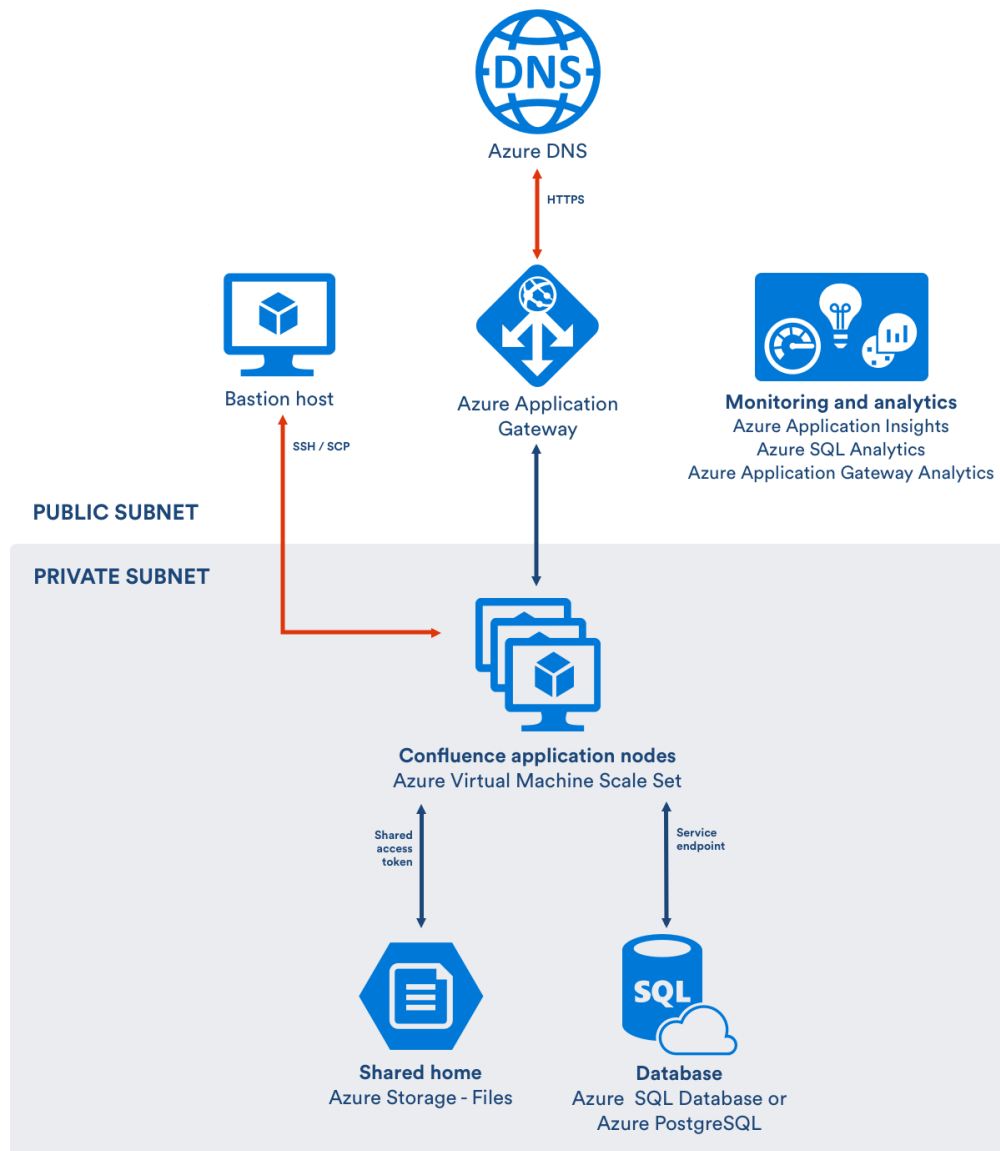 DNS
Azure DNS
HTTPS
Bastion host
SSH / SCP
Azure Application
Gateway
Monitoring and analytics
Azure Application Insights
Azure SQL Analytics
Azure Application Gateway Analytics
PUBLIC SUBNET
PRIVATE SUBNET
Confluence application nodes
Azure Virtual Machine Scale Set
Shared
access
token
Service
endpoint
SQL
Shared home
Azure Storage - Files
Database
Azure  SQL Database or
Azure PostgreSQL